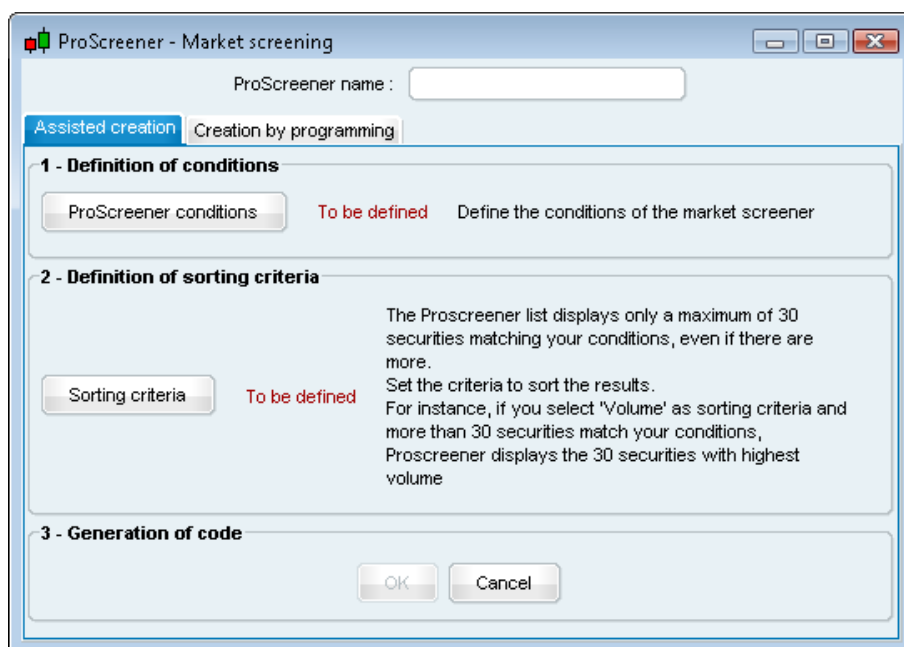 ProScreener - Market screening
ProScreener name :
Assisted creation
Creation by programming
1 - Definition of conditions
ProScreener conditions
To be defined
Define the conditions of the market screener
2 - Definition of sorting criteria
Sorting criteria
To be defined
The Proscreener list displays only a maximum of 30
securities matching your conditions, even if there are
more.
Set the criteria to sort the results.
For instance, if you select 'Volume' as sorting criteria and
more than 30 securities match your conditions,
Proscreener displays the 30 securities with highest
volume
3 - Generation of code
OK
Cancel